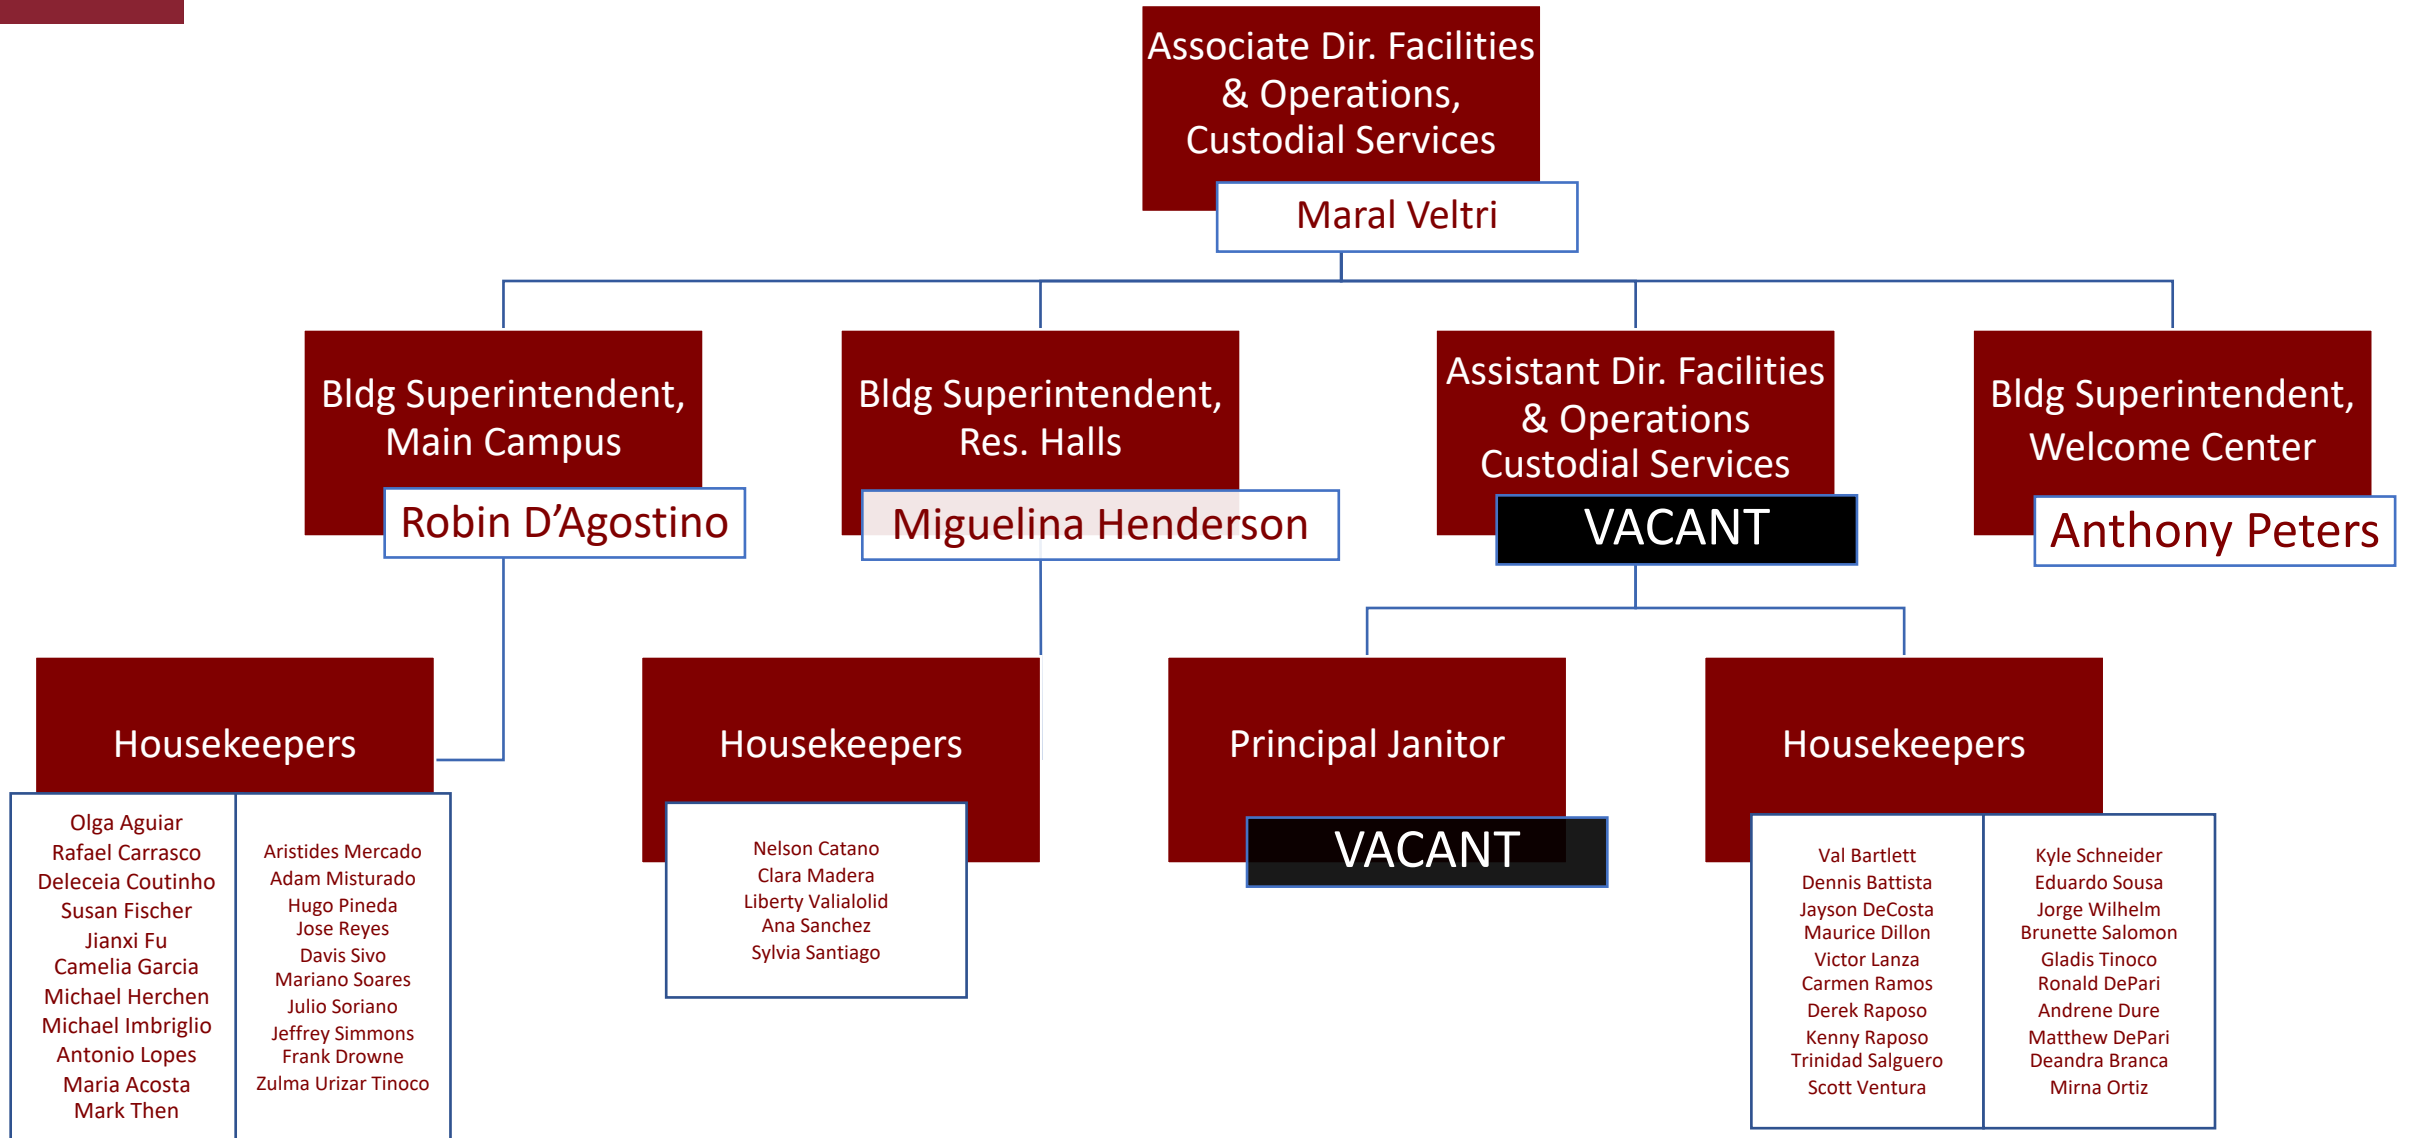 Associate Dir. Facilities
& Operations,
Custodial Services
Maral Veltri
Bldg Superintendent,
Main Campus
Robin D’Agostino
Bldg Superintendent,
Res. Halls
Miguelina Henderson
Assistant Dir. Facilities
& Operations
Custodial Services
VACANT
Bldg Superintendent,
Welcome Center
Anthony Peters
Housekeepers
Olga Aguiar
Rafael Carrasco
Deleceia Coutinho
Susan Fischer
Jianxi Fu
Camelia Garcia
Michael Herchen
Michael Imbriglio
Antonio Lopes
Maria Acosta
Mark Then
Aristides Mercado
Adam Misturado
Hugo Pineda
Jose Reyes
Davis Sivo
Mariano Soares
Julio Soriano
Jeffrey Simmons
Frank Drowne
Zulma Urizar Tinoco
Housekeepers
Nelson Catano
Clara Madera
Liberty Valialolid
Ana Sanchez
Sylvia Santiago
Principal Janitor
VACANT
Housekeepers
Val Bartlett
Dennis Battista
Jayson DeCosta
Maurice Dillon
Victor Lanza
Carmen Ramos
Derek Raposo
Kenny Raposo
Trinidad Salguero
Scott Ventura
Kyle Schneider
Eduardo Sousa
Jorge Wilhelm
Brunette Salomon
Gladis Tinoco
Ronald DePari
Andrene Dure
Matthew DePari
Deandra Branca
Mirna Ortiz